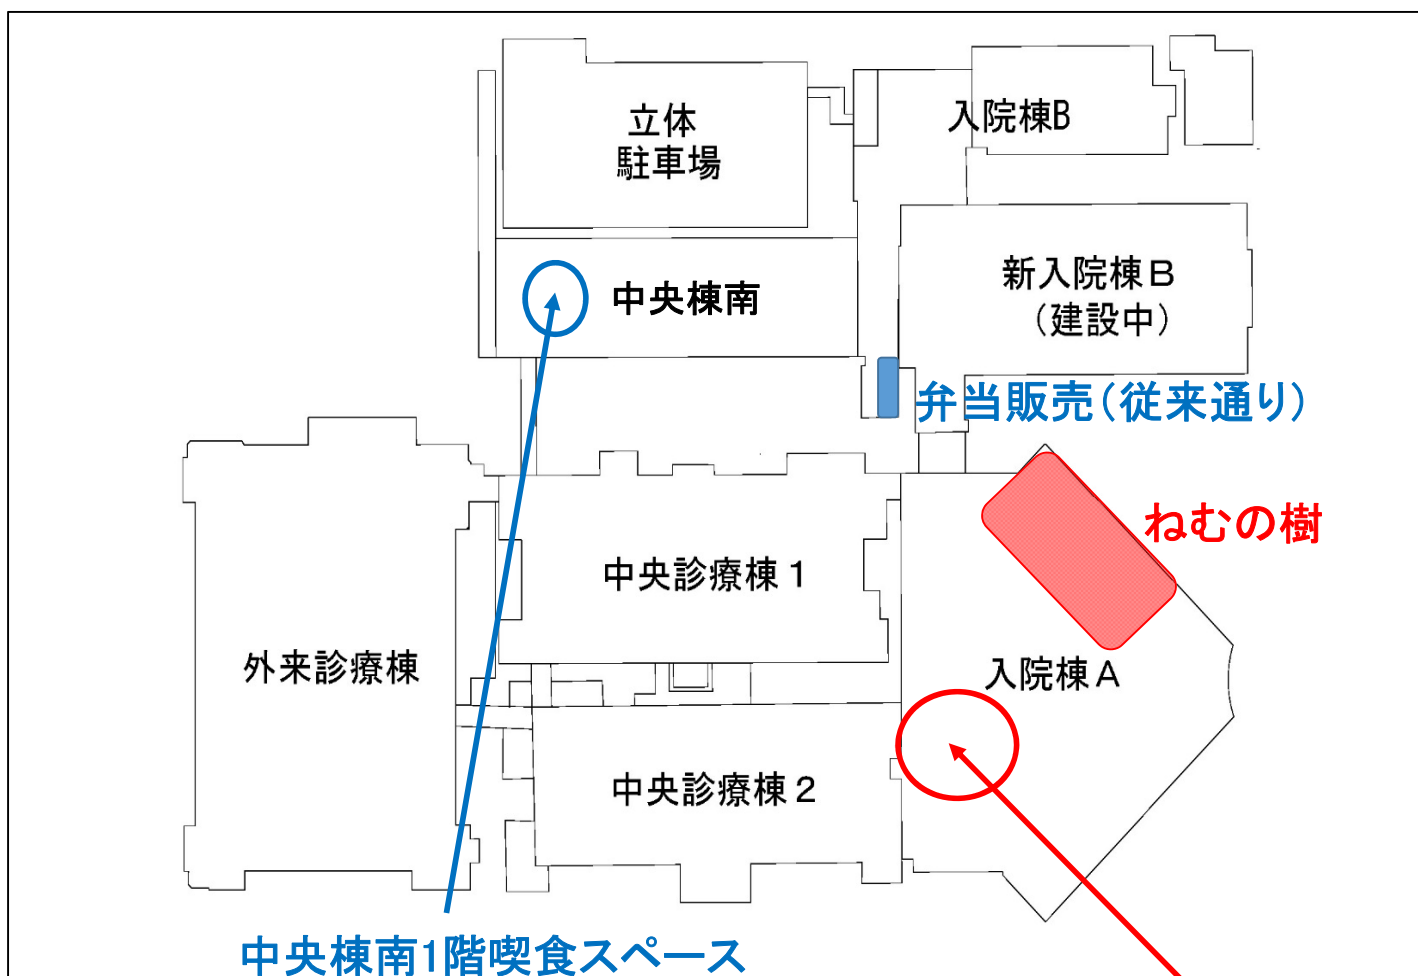 立体
駐車場
入院棟B
中央棟南
新入院棟B
(建設中)
弁当販売(従来通り)
ねむの樹
中央診療棟1
外来診療棟
入院棟A
中央診療棟2
中央棟南1階喫食スペース